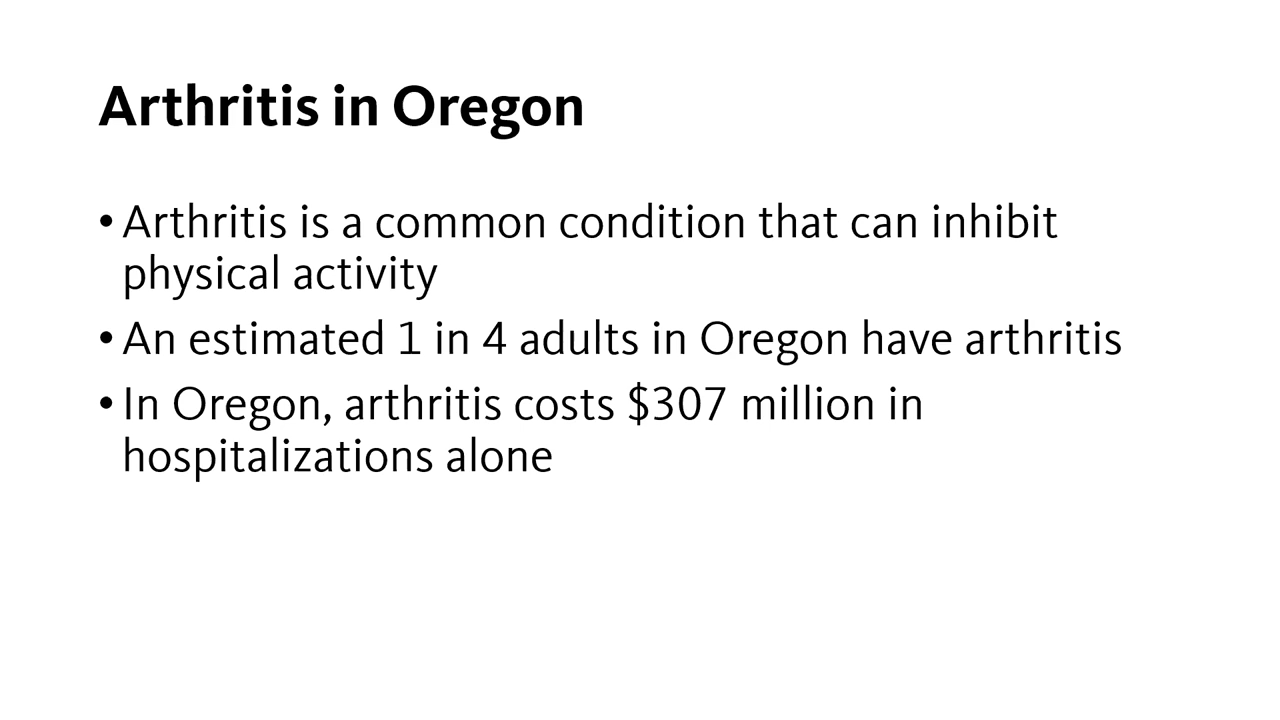 Arthritis in Oregon
• Arthritis is a common condition that can inhibit
physical activity
• An estimated 1 in 4 adults in Oregon have arthritis
• In Oregon, arthritis costs $307 million in
hospitalizations alone